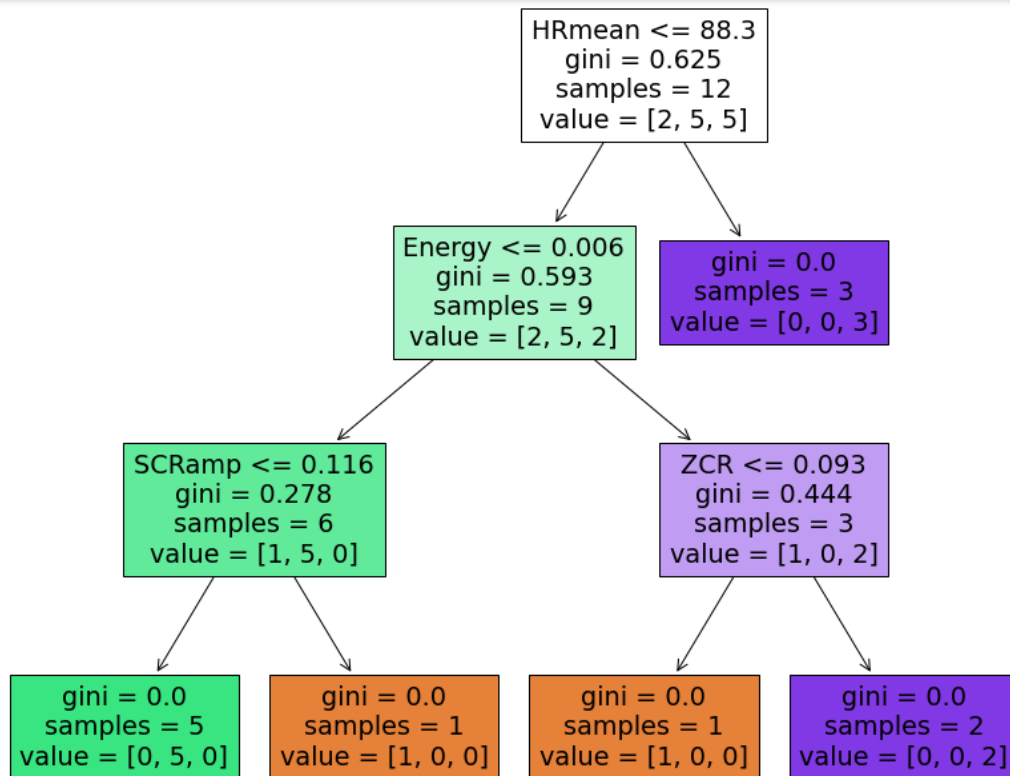 HRmean <= 88.3
gini = 0.625
samples = 12
value = [2, 5, 5]
Energy <= 0.006
gini = 0.593
samples = 9
value = [2, 5, 2]
gini = 0.0
samples = 3
value = [0, 0, 3]
SCRamp <= 0.116
gini = 0.278
samples = 6
value = [1, 5, 0]
ZCR <= 0.093
gini = 0.444
samples = 3
value = [1, 0, 2]
gini = 0.0
samples = 5
value = [0, 5, 0]
gini = 0.0
samples = 1
value = [1, 0, 0]
gini = 0.0
samples = 1
value = [1, 0, 0]
gini = 0.0
samples = 2
value = [0, 0, 2]